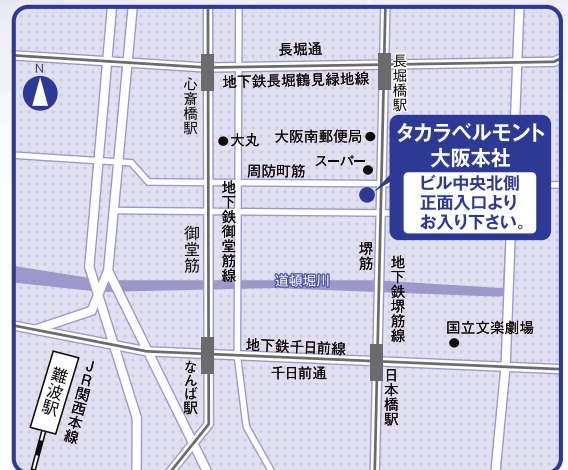 長堀通
地下鉄長堀鶴見緑地線
N
心斎橋駅
長堀橋駅
大丸
大阪南郵便局
スーパー
周防町筋
タカラベルモント
大阪本社
ビル中央北側
正面入口より
お入り下さい。
地下鉄御堂筋線
御堂筋
堺筋
地下鉄堺筋線
道頓堀川
国立文楽劇場
地下鉄千日前線
千日前通
なんば駅
日本橋駅
難波駅
JR関西本線